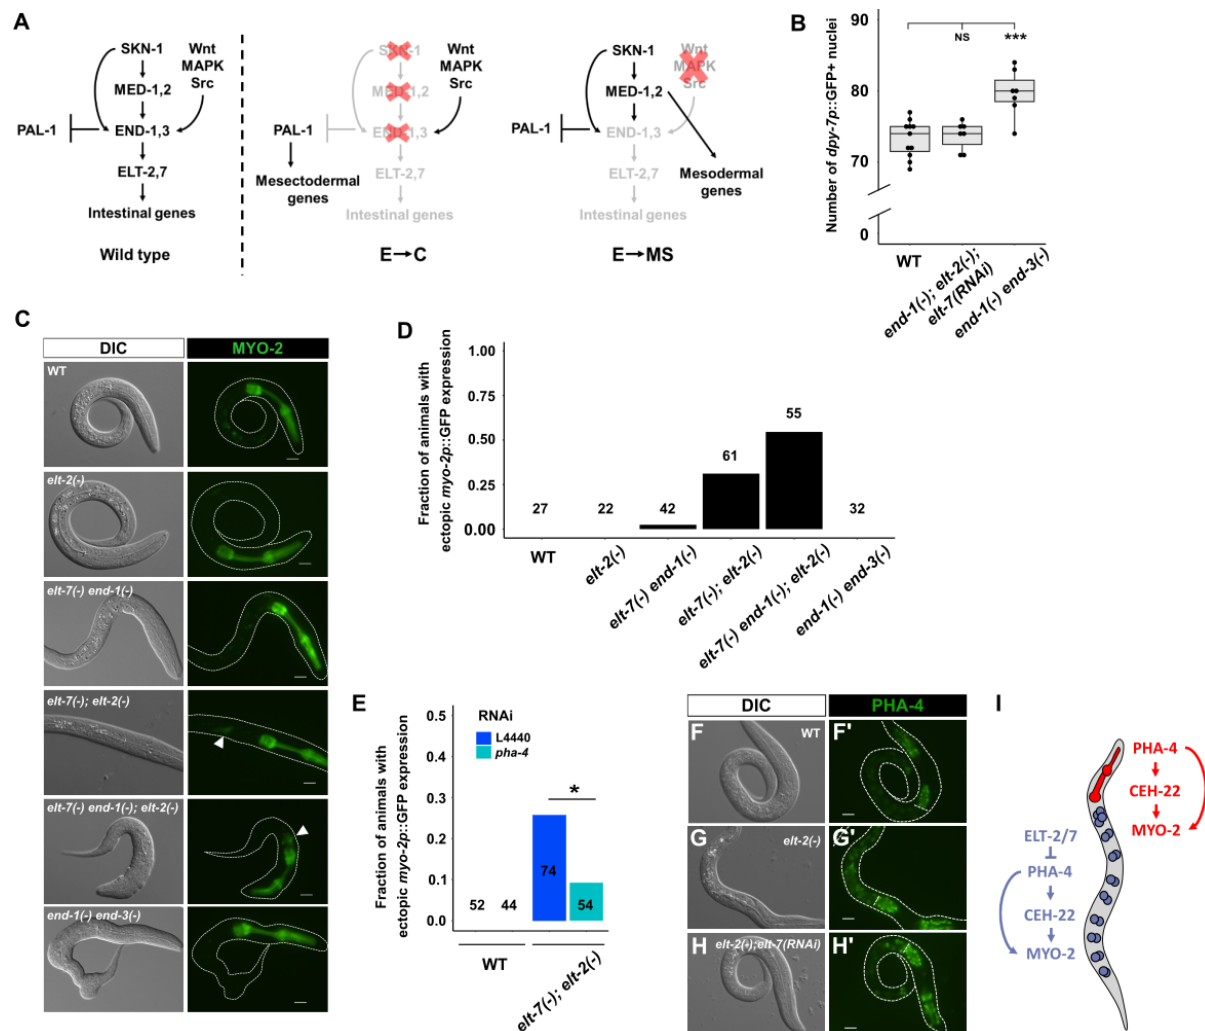 A
SKN-1
Wnt
MAPK
Src
MED-1,2
PAL-1
END-1,3
ELT-2,7
Intestinal genes
Wild type
SKN-1
Wnt
MAPK
Src
MED-1,2
PAL-1
END-1,3
Mesectodermal
genes
ELT-2,7
Intestinal genes
E→C
SKN-1
Wnt
MAPK
Src
MED-1,2
PAL-1
END-1,3
ELT-2,7
Mesodermal
genes
Intestinal genes
E→MS
B
Number of dpy-7p::GFP+ nuclei
90
80
70
0
NS
***
WT
end-1(-); elt-2(-);
elt-7(RNAi)
end-1(-) end-3(-)
C
DIC
MYO-2
WT
elt-2(-)
elt-7(-) end-1(-)
elt-7(-); elt-2(-)
elt-7(-) end-1(-); elt-2(-)
end-1(-) end-3(-)
D
Fraction of animals with
ectopic myo-2p::GFP expression
1.00
0.75
0.50
0.25
0.00
27
22
42
61
55
32
WT
elt-2(-)
elt-7(-) end-1(-)
elt-7(-); elt-2(-)
elt-7(-) end-1(-); elt-2(-)
end-1(-) end-3(-)
E
Fraction of animals with
ectopic myo-2p::GFP expression
0.5
0.4
0.3
0.2
0.1
0.0
RNAi
L4440
pha-4
*
52
44
74
54
WT
elt-7(-); elt-2(-)
DIC
PHA-4
F
WT
F'
G
elt-2(-)
G'
H
elt-2(-);elt-7(RNAi)
H'
I
PHA-4
CEH-22
MYO-2
ELT-2/7
PHA-4
CEH-22
MYO-2